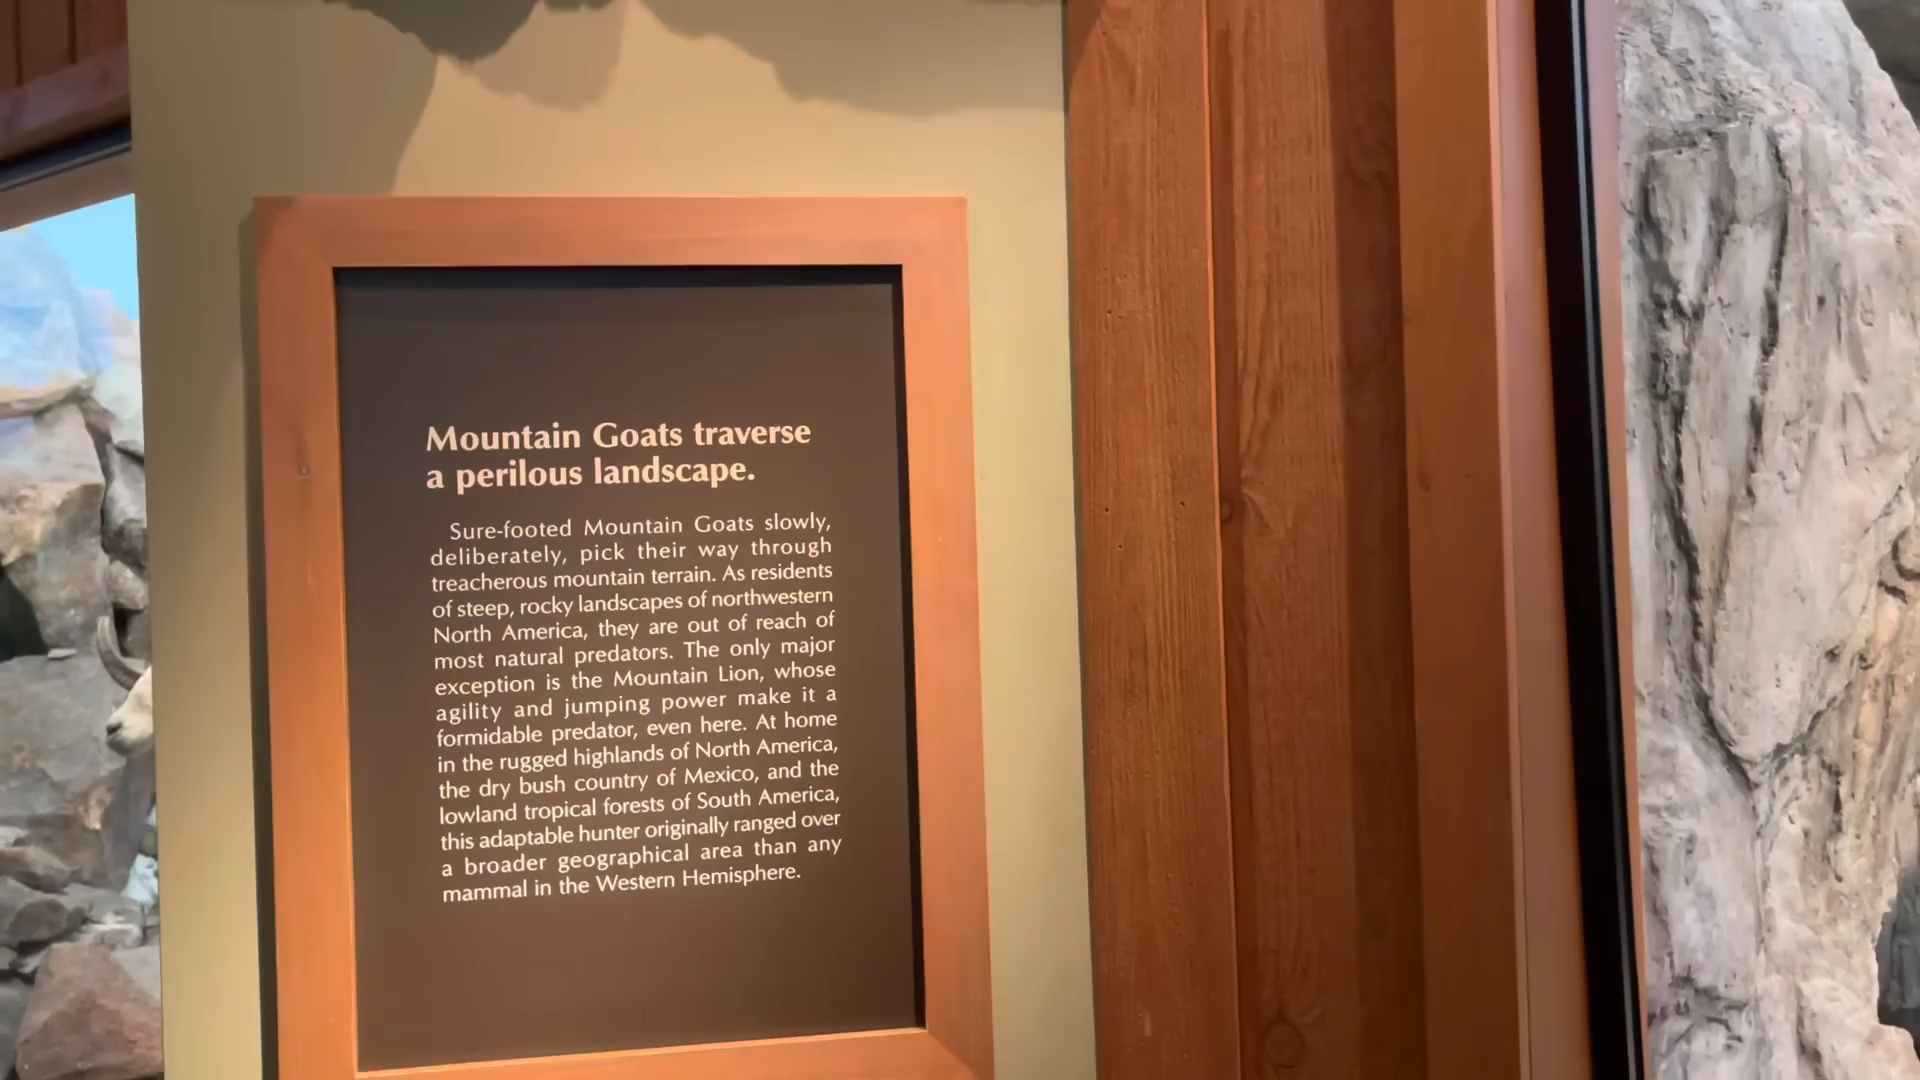 Mountain Goats traverse
a perilous landscape.
Sure-footed Mountain Goats slowly,
deliberately, pick their way through
treacherous mountain terrain. As residents
of steep, rocky landscapes of northwestern
North America, they are out of reach of
most natural predators. The only major
exception is the Mountain Lion, whose
agility and jumping power make it a
formidable predator, even here. At home
in the rugged highlands of North America,
the dry bush country of Mexico, and the
lowland tropical forests of South America,
this adaptable hunter originally ranged over
a broader geographical area than any
mammal in the Western Hemisphere.